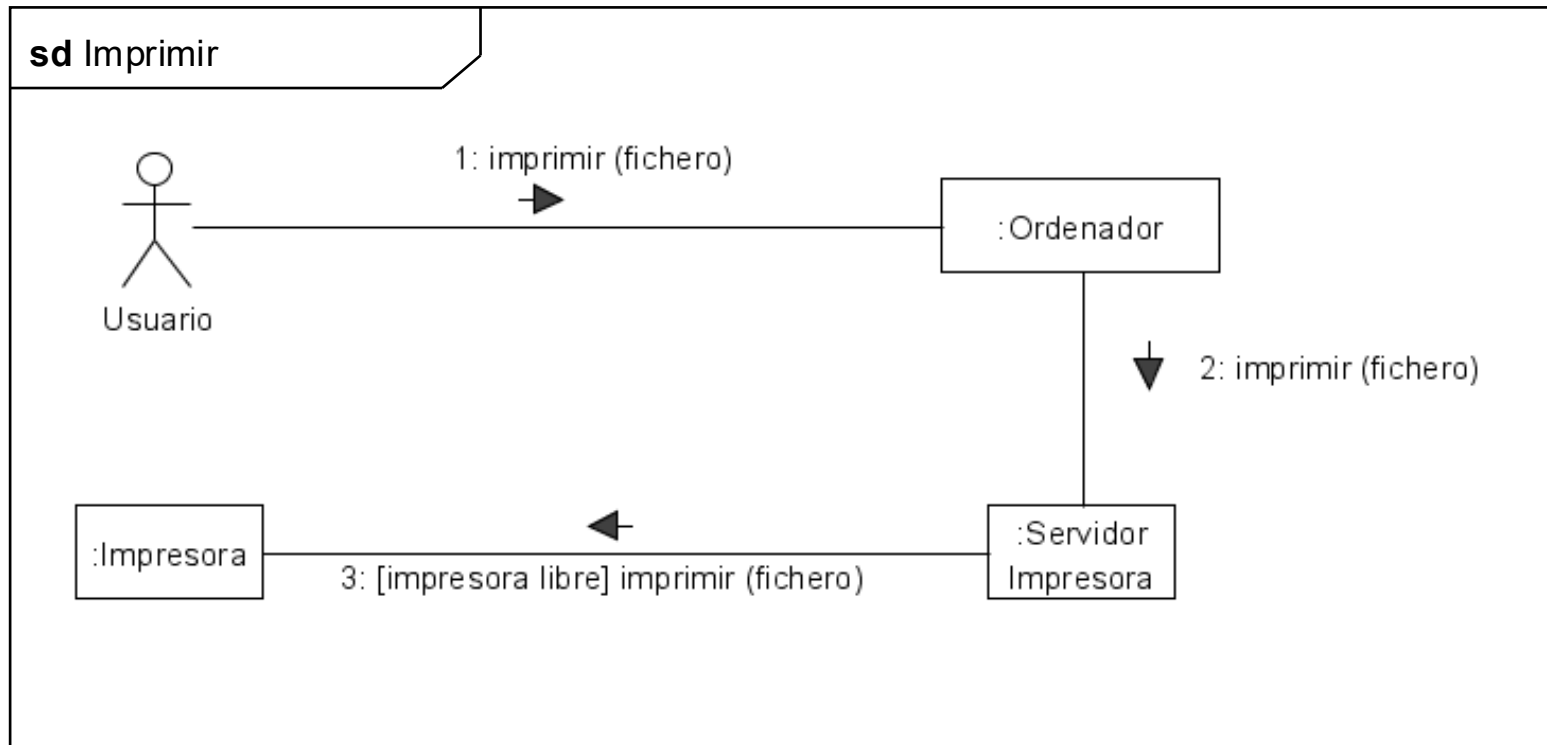 sd Imprimir
1: imprimir (fichero)
:Ordenador
Usuario
2: imprimir (fichero)
:Servidor
Impresora
:Impresora
3: [impresora libre] imprimir (fichero)